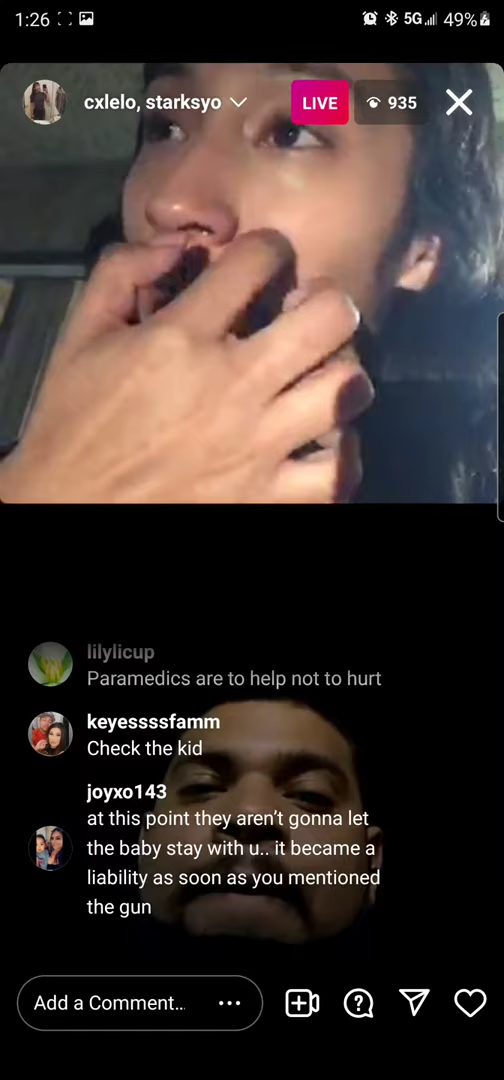 1:26
5G 49%
cxlelo, starksyo
LIVE
935
lilylicup
Paramedics are to help not to hurt
keyessssfamm
Check the kid
joyxo143
at this point they aren’t gonna let
the baby stay with u.. it became a
liability as soon as you mentioned
the gun
Add a Comment...